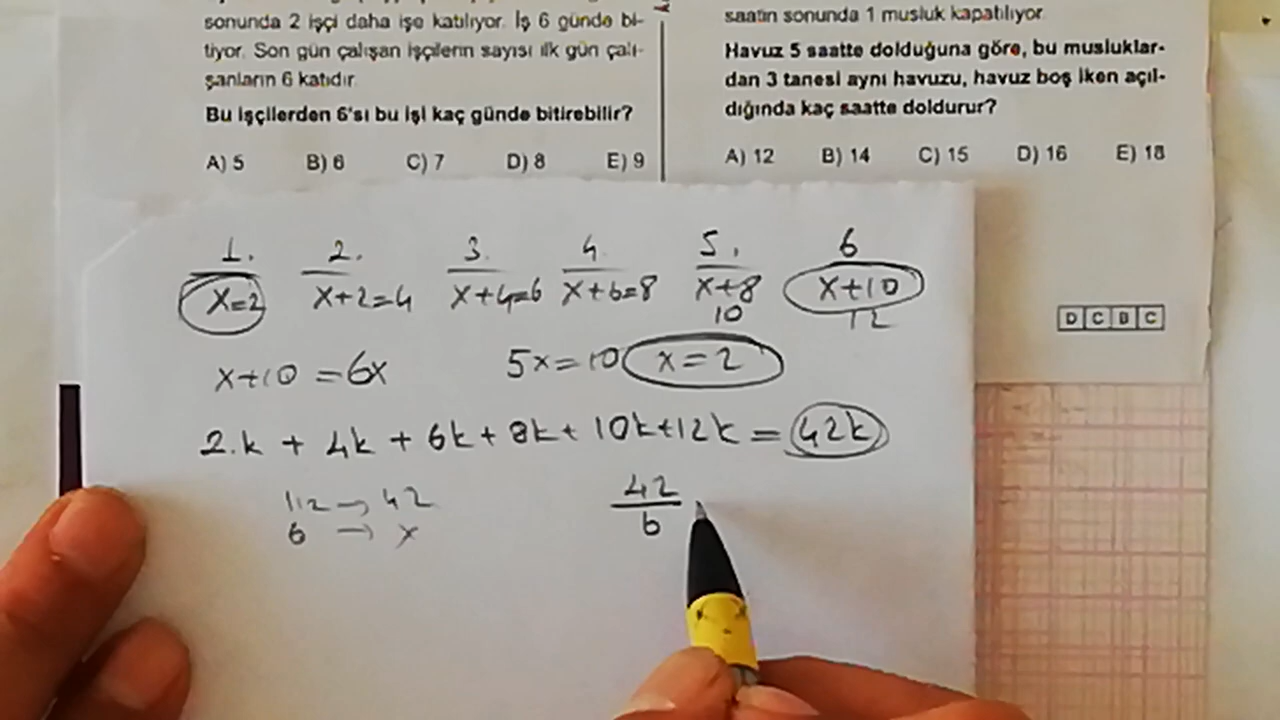 sonunda 2 işçi daha işe katılıyor. İş 6 günde bi-
tiyor. Son gün çalışan işçilerin sayısı ilk gün çalı-
şanların 6 katıdır.
Bu işçilerden 6'sı bu işi kaç günde bitirebilir?
A) 5 B) 6 C) 7 D) 8 E) 9
saatin sonunda 1 musluk kapatılıyor.
Havuz 5 saatte dolduğuna göre, bu musluklar-
dan 3 tanesi aynı havuzu, havuz boş iken açıl-
dığında kaç saatte doldurur?
A) 12 B) 14 C) 15 D) 16 E) 18
D C B C
1. 2. 3. 4. 5. 6
x=2 x+2=4 x+4=6 x+6=8 x+8 x+10
10 12
x+10 = 6x 5x=10 x=2
2.k + 4k + 6k + 8k + 10k+12k = 42k
42
6 → x
42
6